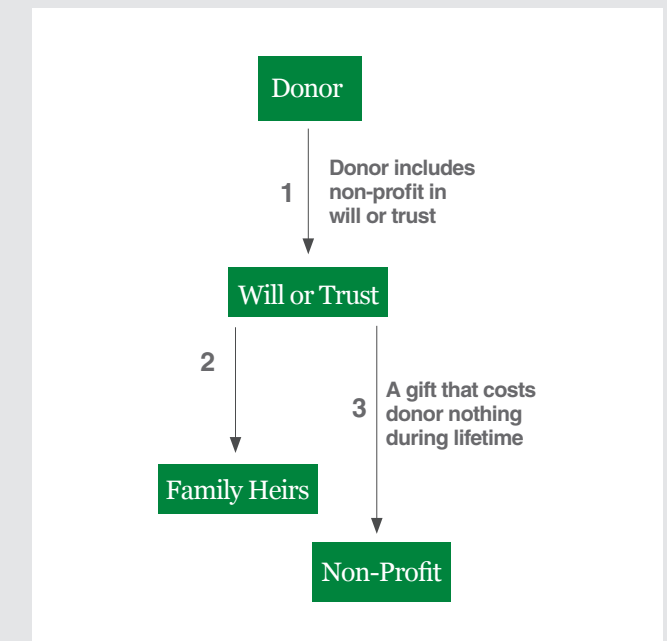 Donor
1
Donor includes
non-profit in
will or trust
Will or Trust
2
3
A gift that costs
donor nothing
during lifetime
Family Heirs
Non-Profit